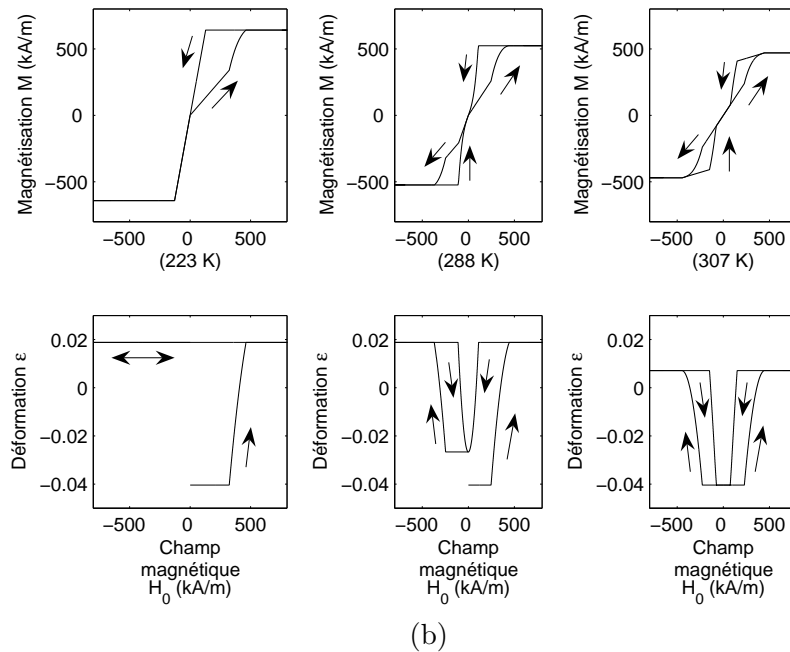 Magnétisation M (kA/m)
500
0
−500
−500 0 500
(223 K)
Magnétisation M (kA/m)
500
0
−500
−500 0 500
(288 K)
Magnétisation M (kA/m)
500
0
−500
−500 0 500
(307 K)
Déformation ε
0.02
0
−0.02
−0.04
−500 0 500
Champ
magnétique
H0 (kA/m)
Déformation ε
0.02
0
−0.02
−0.04
−500 0 500
Champ
magnétique
H0 (kA/m)
Déformation ε
0.02
0
−0.02
−0.04
−500 0 500
Champ
magnétique
H0 (kA/m)
(b)